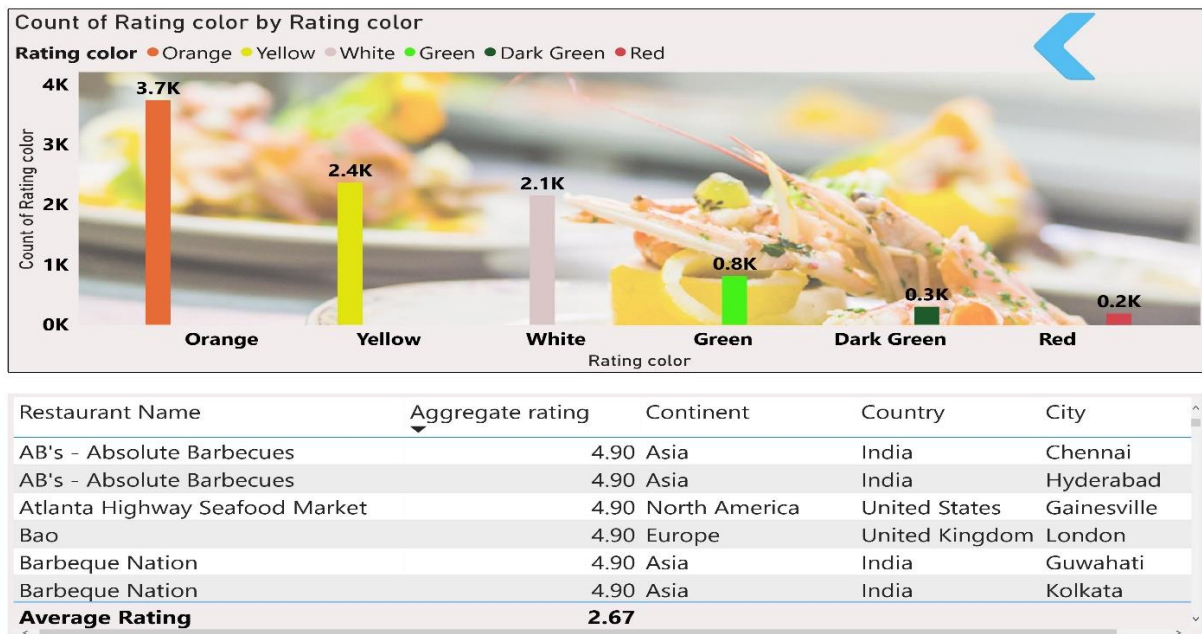 Count of Rating color by Rating color
Rating color Orange Yellow White Green Dark Green Red
Count of Rating color
4K
3K
2K
1K
0K
3.7K
2.4K
2.1K
0.8K
0.3K
0.2K
Orange Yellow White Green Dark Green Red
Rating color
Restaurant Name Aggregate rating Continent Country City
AB's - Absolute Barbecues 4.90 Asia India Chennai
AB's - Absolute Barbecues 4.90 Asia India Hyderabad
Atlanta Highway Seafood Market 4.90 North America United States Gainesville
Bao 4.90 Europe United Kingdom London
Barbeque Nation 4.90 Asia India Guwahati
Barbeque Nation 4.90 Asia India Kolkata
Average Rating 2.67